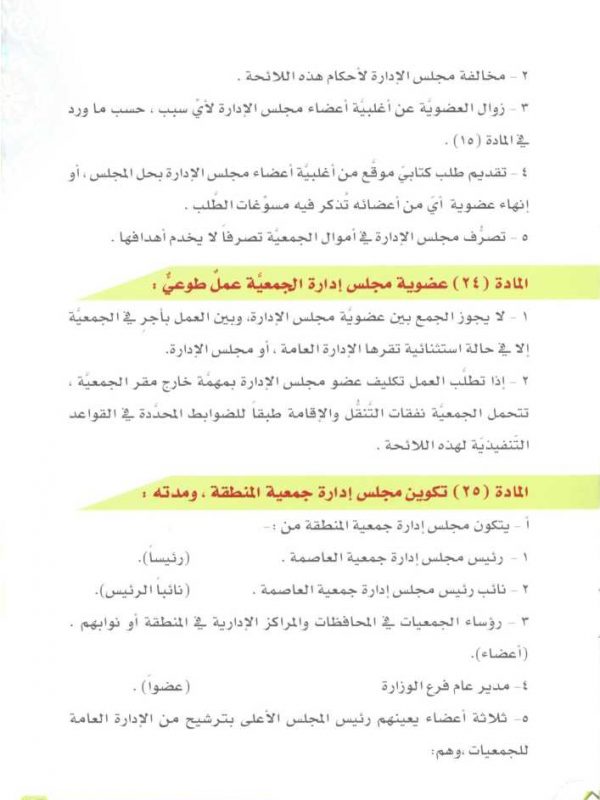 ٢- مخالفة مجلس الإدارة لأحكام هذه اللائحة .
٣- زوال العضويَّة عن أغلبيَّة أعضاء مجلس الإدارة لأيّ سبب ، حسب ما ورد
في المادة (١٥) .
٤- تقديم طلب كتابيّ موقَّع من أغلبيَّة أعضاء مجلس الإدارة بحل المجلس ، أو
إنهاء عضوية أيّ من أعضائه تُذكر فيه مسوِّغات الطَّلب .
٥- تصرُّف مجلس الإدارة في أموال الجمعيَّة تصرفاً لا يخدم أهدافها .
المادة (٢٤) عضوية مجلس إدارة الجمعيَّة عملٌ طوعيٌّ :
١- لا يجوز الجمع بين عضويَّة مجلس الإدارة، وبين العمل بأجرٍ في الجمعيَّة
إلا في حالة استثنائية تقرها الإدارة العامة ، أو مجلس الإدارة.
٢- إذا تطلَّب العمل تكليف عضو مجلس الإدارة بمهمَّة خارج مقر الجمعيَّة ،
تتحمل الجمعيَّة نفقات التَّنقُّل والإقامة طبقاً للضوابط المحدَّدة في القواعد
التَّنفيذيَّة لهذه اللائحة .
المادة (٢٥) تكوين مجلس إدارة جمعية المنطقة ، ومدته :
أ- يتكون مجلس إدارة جمعية المنطقة من :-
١- رئيس مجلس إدارة جمعية العاصمة . (رئيساً).
٢- نائب رئيس مجلس إدارة جمعية العاصمة . (نائباً الرئيس).
٣- رؤساء الجمعيات في المحافظات والمراكز الإدارية في المنطقة أو نوابهم .
(أعضاء).
٤- مدير عام فرع الوزارة (عضواً) .
٥- ثلاثة أعضاء يعينهم رئيس المجلس الأعلى بترشيح من الإدارة العامة
للجمعيات ،وهم: